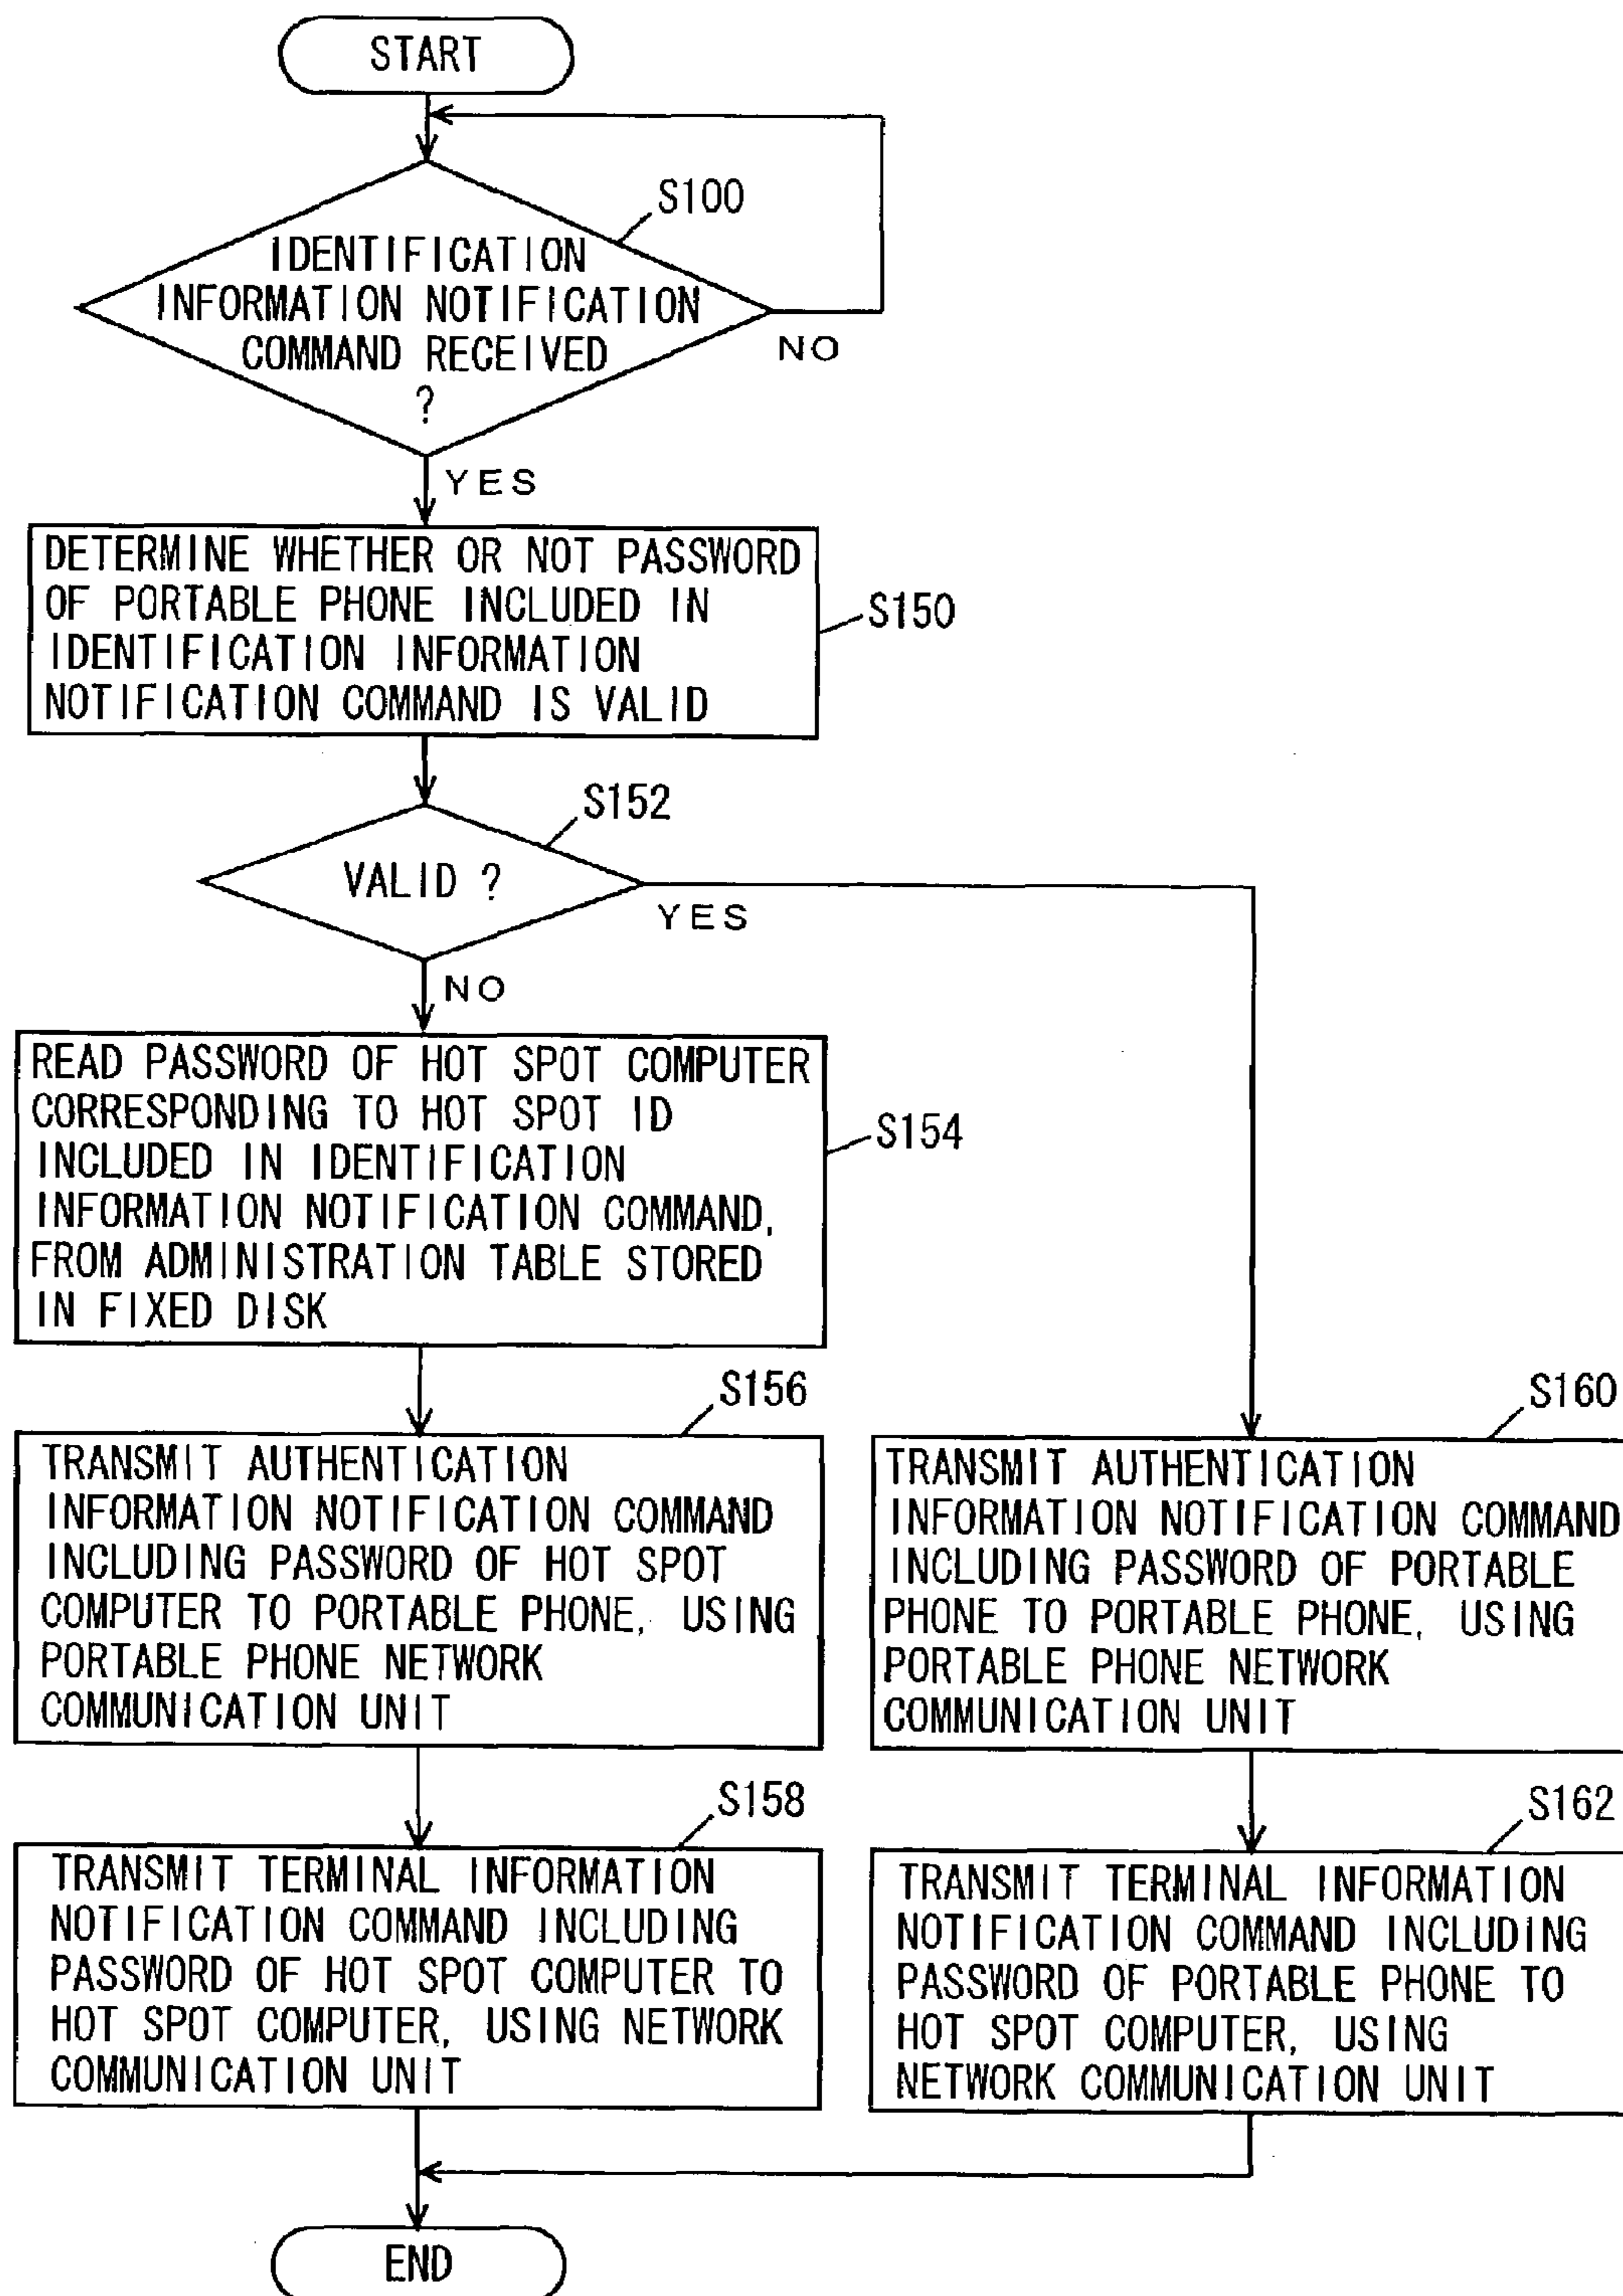 START
S100
IDENTIFICATION
INFORMATION NOTIFICATION
COMMAND RECEIVED
?
NO
YES
DETERMINE WHETHER OR NOT PASSWORD
OF PORTABLE PHONE INCLUDED IN
IDENTIFICATION INFORMATION
NOTIFICATION COMMAND IS VALID
S150
S152
VALID ?
YES
NO
READ PASSWORD OF HOT SPOT COMPUTER
CORRESPONDING TO HOT SPOT ID
INCLUDED IN IDENTIFICATION
INFORMATION NOTIFICATION COMMAND,
FROM ADMINISTRATION TABLE STORED
IN FIXED DISK
S154
S156
TRANSMIT AUTHENTICATION
INFORMATION NOTIFICATION COMMAND
INCLUDING PASSWORD OF HOT SPOT
COMPUTER TO PORTABLE PHONE, USING
PORTABLE PHONE NETWORK
COMMUNICATION UNIT
S160
TRANSMIT AUTHENTICATION
INFORMATION NOTIFICATION COMMAND
INCLUDING PASSWORD OF PORTABLE
PHONE TO PORTABLE PHONE, USING
PORTABLE PHONE NETWORK
COMMUNICATION UNIT
S158
TRANSMIT TERMINAL INFORMATION
NOTIFICATION COMMAND INCLUDING
PASSWORD OF HOT SPOT COMPUTER TO
HOT SPOT COMPUTER, USING NETWORK
COMMUNICATION UNIT
S162
TRANSMIT TERMINAL INFORMATION
NOTIFICATION COMMAND INCLUDING
PASSWORD OF PORTABLE PHONE TO
HOT SPOT COMPUTER, USING
NETWORK COMMUNICATION UNIT
END